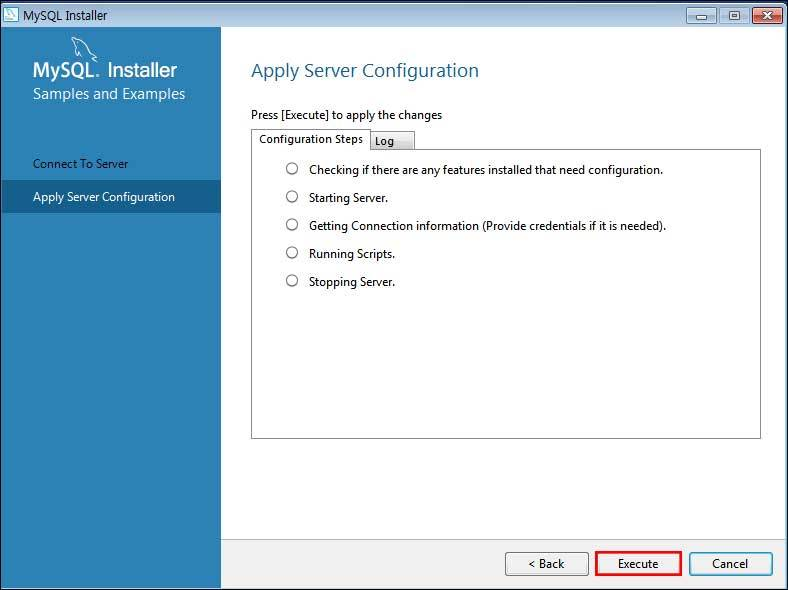 MySQL Installer
MySQL. Installer
Samples and Examples
Connect To Server
Apply Server Configuration
Apply Server Configuration
Press [Execute] to apply the changes
Configuration Steps
Log
Checking if there are any features installed that need configuration.
Starting Server.
Getting Connection information (Provide credentials if it is needed).
Running Scripts.
Stopping Server.
< Back
Execute
Cancel